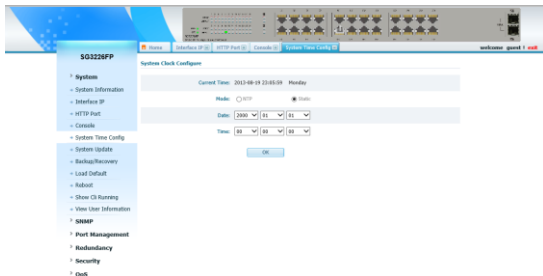 Home Interface IP HTTP Port Console System Time Config welcome guest ! exit
SG3226FP
System Clock Configure
System
System Information
Interface IP
HTTP Port
Console
System Time Config
System Update
Backup/Recovery
Load Default
Reboot
Show Cli Running
View User Information
SNMP
Port Management
Redundancy
Security
QoS
Current Time: 2013-08-19 23:05:59 Monday
Mode: NTP Static
Date: 2000 01 01
Time: 00 00 00
OK